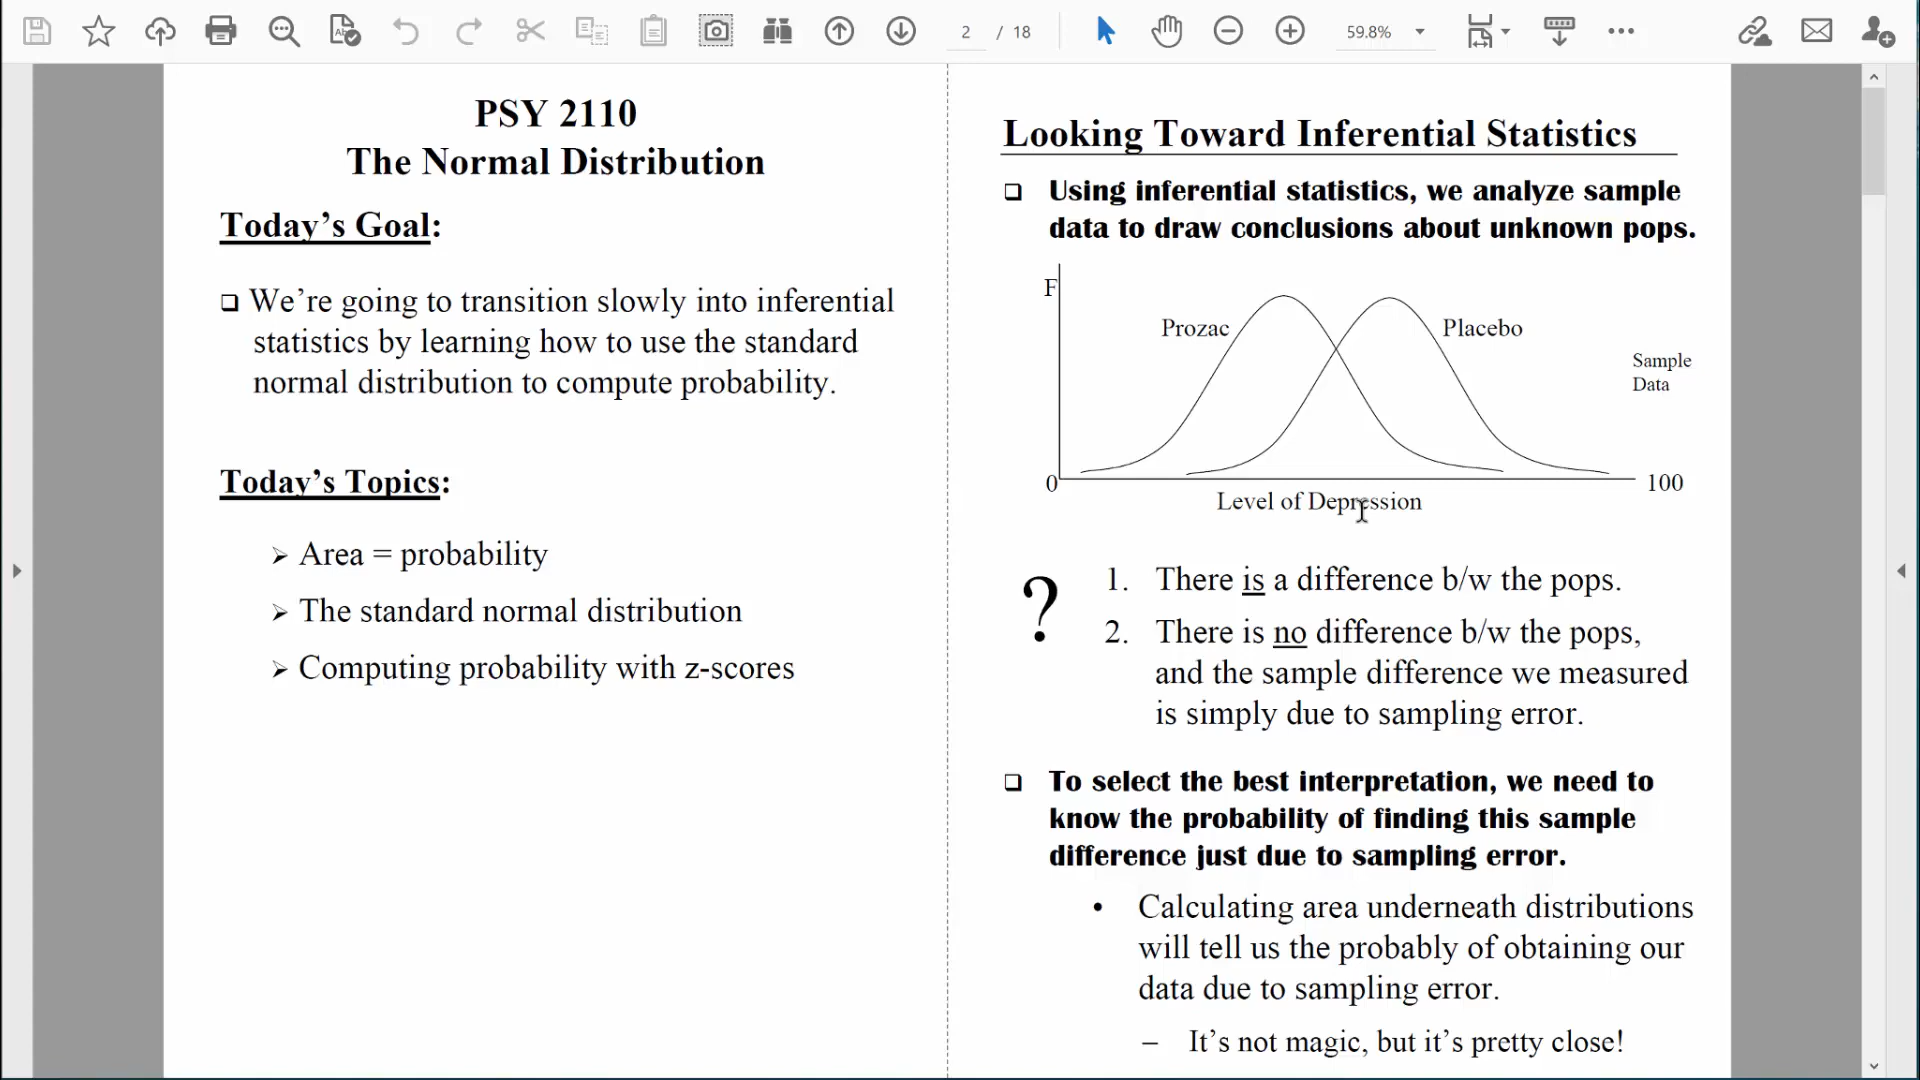 2 / 18
59.8%
PSY 2110
The Normal Distribution
Today’s Goal:
❑ We’re going to transition slowly into inferential
statistics by learning how to use the standard
normal distribution to compute probability.
Today’s Topics:
➢ Area = probability
➢ The standard normal distribution
➢ Computing probability with z-scores
Looking Toward Inferential Statistics
❑ Using inferential statistics, we analyze sample
data to draw conclusions about unknown pops.
F
Prozac
Placebo
Sample
Data
0
100
Level of Depression
?
1. There is a difference b/w the pops.
2. There is no difference b/w the pops,
and the sample difference we measured
is simply due to sampling error.
❑ To select the best interpretation, we need to
know the probability of finding this sample
difference just due to sampling error.
• Calculating area underneath distributions
will tell us the probably of obtaining our
data due to sampling error.
– It’s not magic, but it’s pretty close!